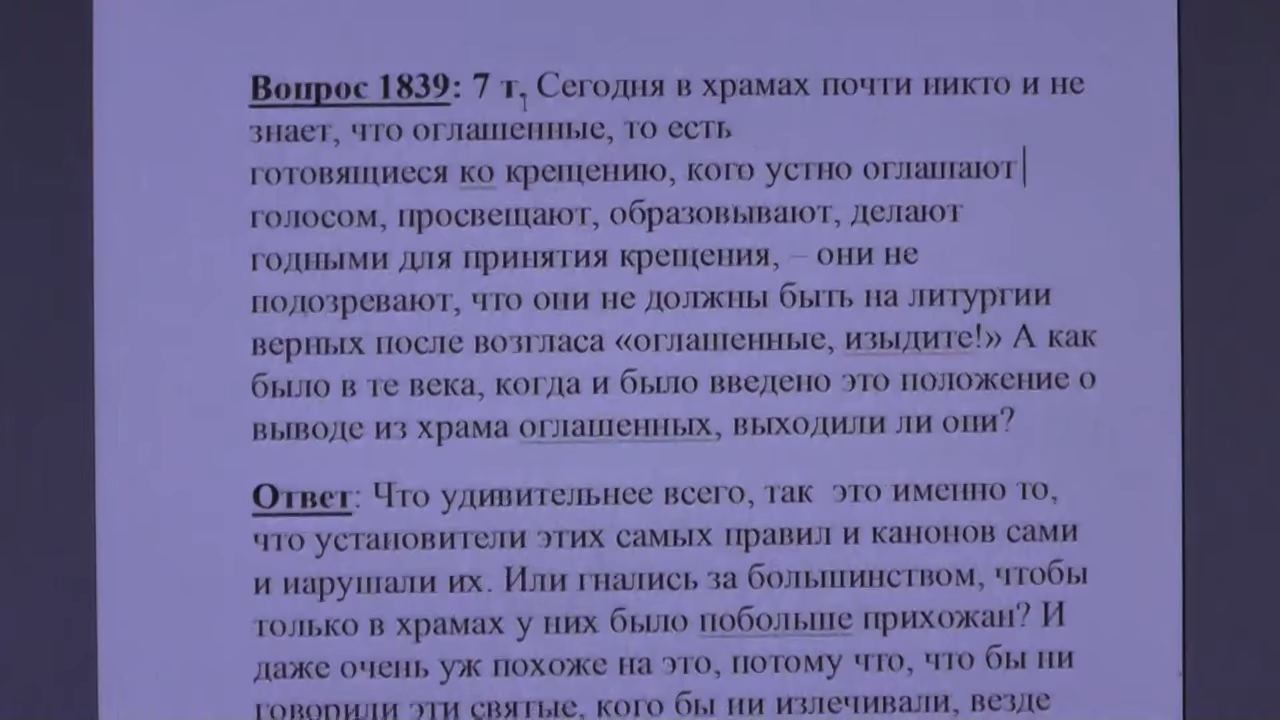 Вопрос 1839: 7 т. Сегодня в храмах почти никто и не
знает, что оглашенные, то есть
готовящиеся ко крещению, кого устно оглашают
голосом, просвещают, образовывают, делают
годными для принятия крещения, – они не
подозревают, что они не должны быть на литургии
верных после возгласа «оглашенные, изыдите!» А как
было в те века, когда и было введено это положение о
выводе из храма оглашенных, выходили ли они?
Ответ: Что удивительнее всего, так это именно то,
что установители этих самых правил и канонов сами
и нарушали их. Или гнались за большинством, чтобы
только в храмах у них было побольше прихожан? И
даже очень уж похоже на это, потому что, что бы ни
говорили эти святые, кого бы ни излечивали, везде